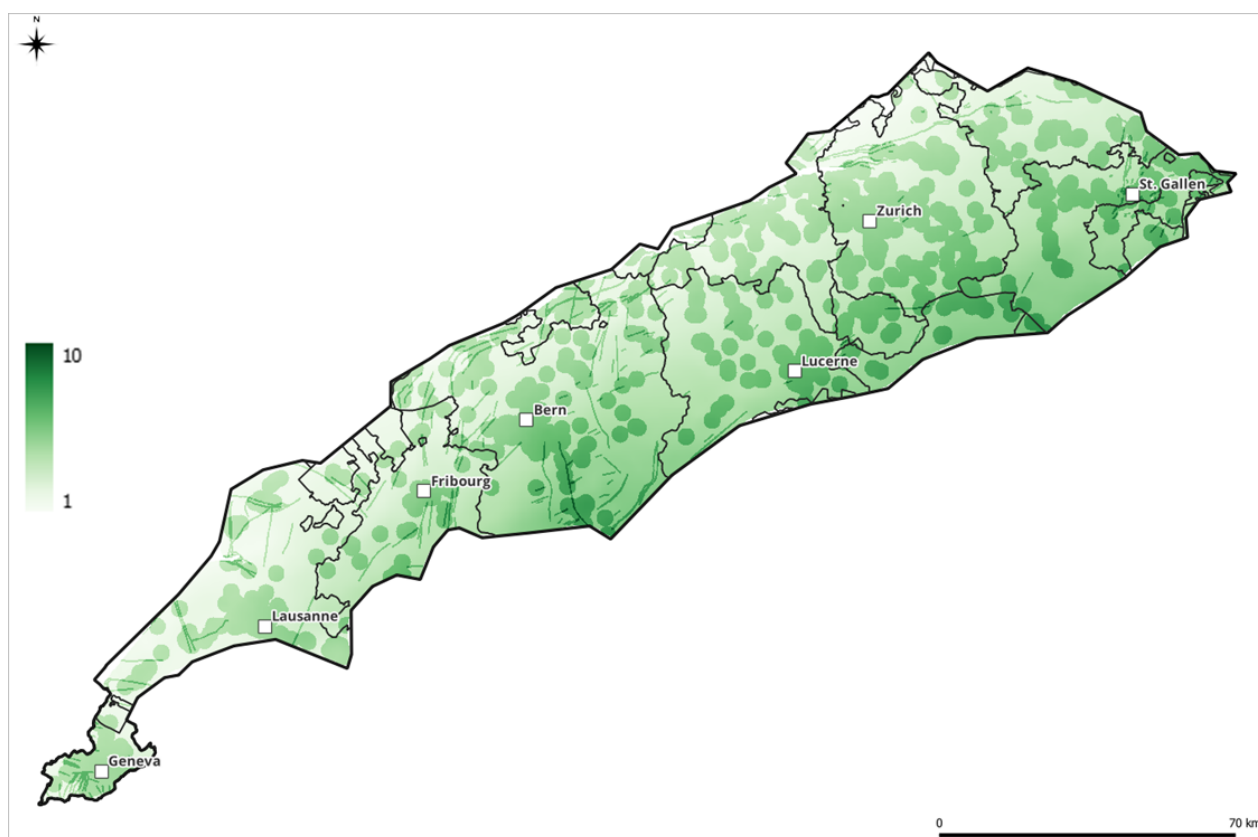 N
St. Gallen
Zurich
10
Lucerne
Bern
1
Fribourg
Lausanne
Geneva
0 70 km